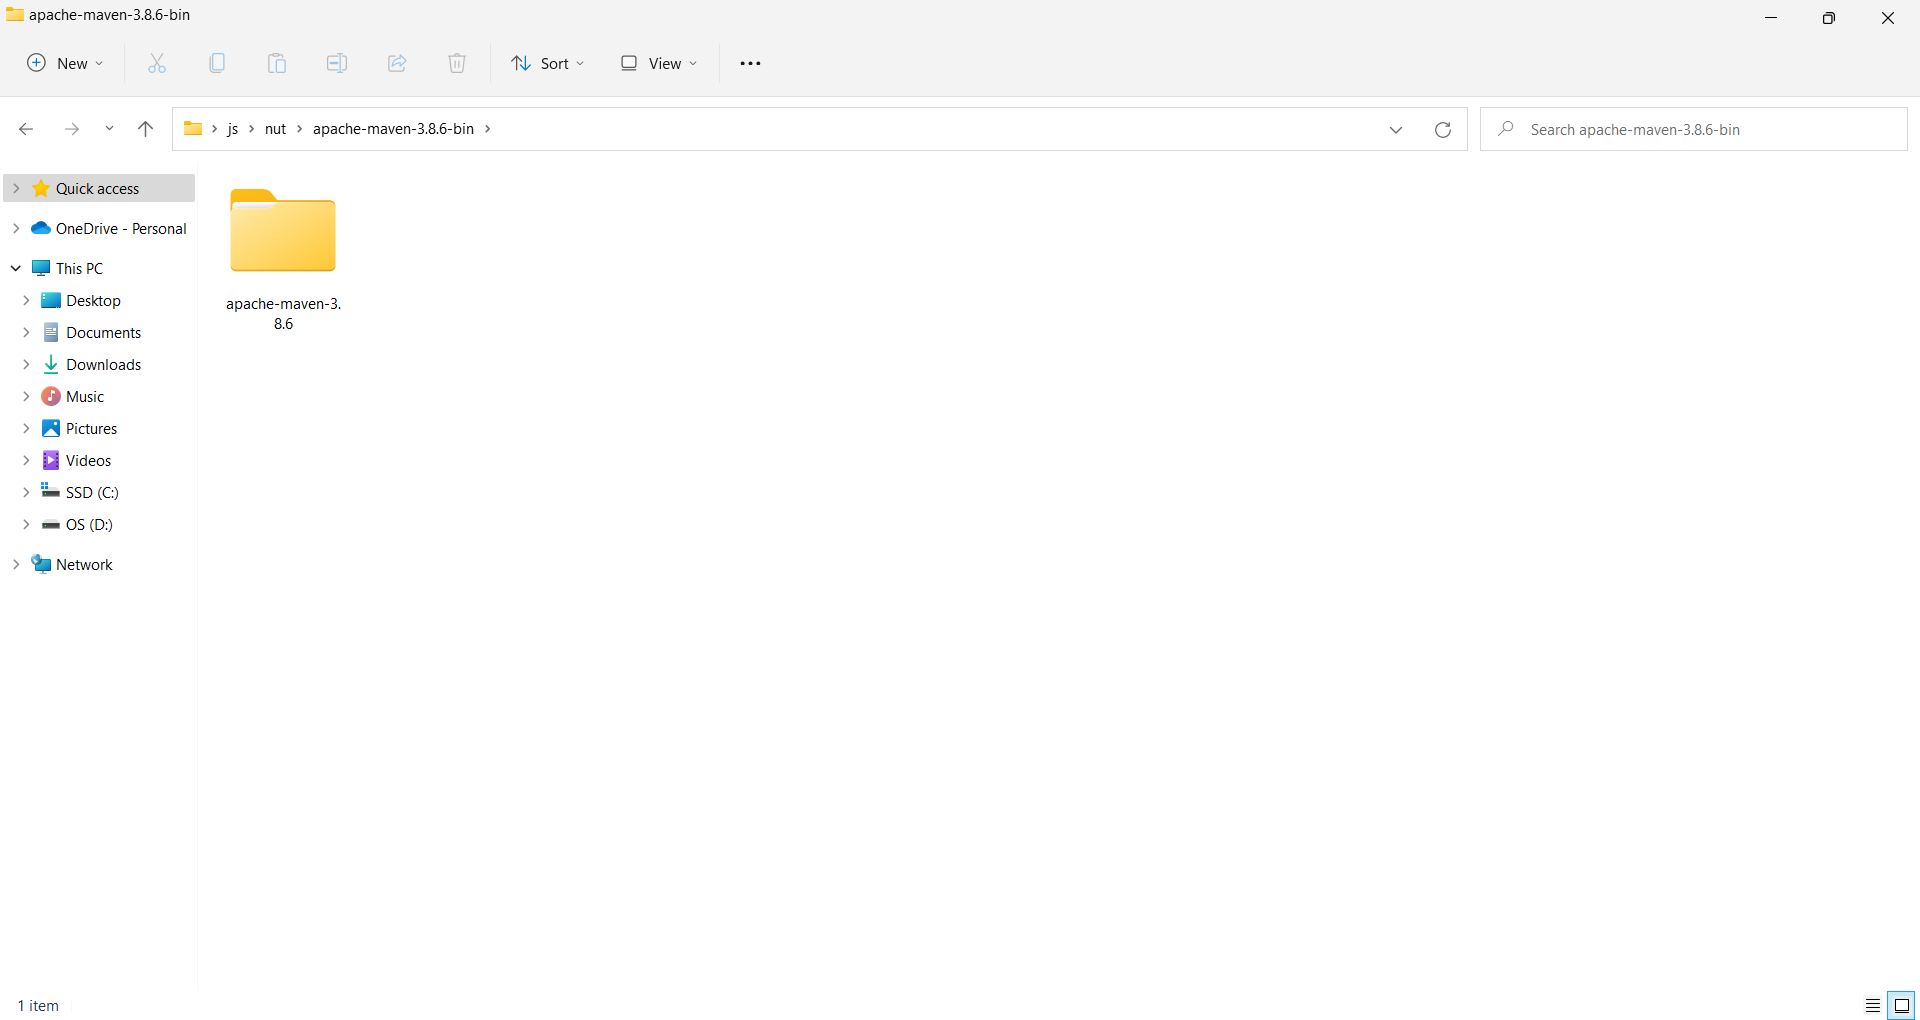 apache-maven-3.8.6-bin
New
Sort
View
js
nut
apache-maven-3.8.6-bin
Search apache-maven-3.8.6-bin
Quick access
OneDrive - Personal
This PC
Desktop
Documents
Downloads
Music
Pictures
Videos
SSD (C:)
OS (D:)
Network
apache-maven-3.
8.6
1 item